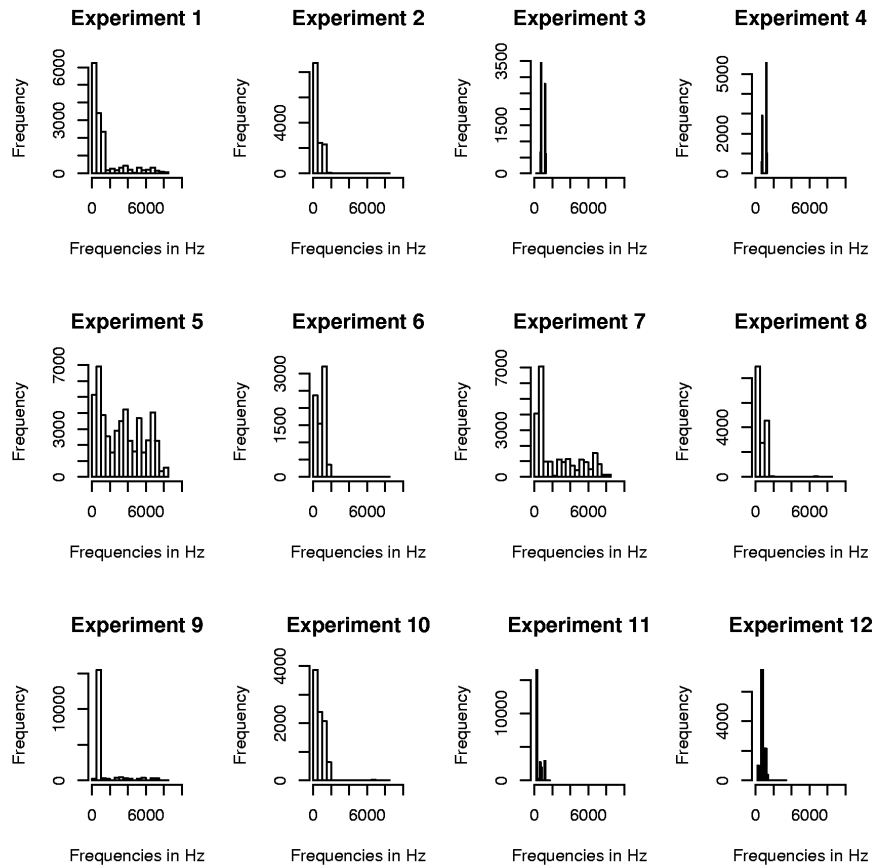 Experiment 1
Frequency
0 3000 6000
0 6000
Frequencies in Hz
Experiment 2
Frequency
0 4000
0 6000
Frequencies in Hz
Experiment 3
Frequency
0 1500 3500
0 6000
Frequencies in Hz
Experiment 4
Frequency
0 2000 5000
0 6000
Frequencies in Hz
Experiment 5
Frequency
0 3000 7000
0 6000
Frequencies in Hz
Experiment 6
Frequency
0 1500 3000
0 6000
Frequencies in Hz
Experiment 7
Frequency
0 3000 7000
0 6000
Frequencies in Hz
Experiment 8
Frequency
0 4000
0 6000
Frequencies in Hz
Experiment 9
Frequency
0 10000
0 6000
Frequencies in Hz
Experiment 10
Frequency
0 2000 4000
0 6000
Frequencies in Hz
Experiment 11
Frequency
0 10000
0 6000
Frequencies in Hz
Experiment 12
Frequency
0 4000
0 6000
Frequencies in Hz